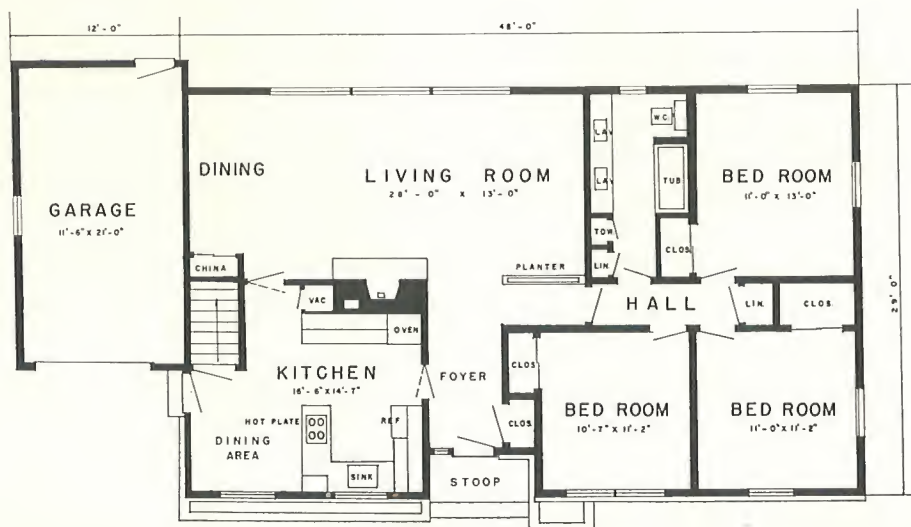 12'-0"
48'-0"
W.C.
LAV
DINING
LIVING ROOM
28'-0" X 13'-0"
LAV
TUB
BED ROOM
11'-0" X 13'-0"
GARAGE
11'-6" X 21'-0"
TOW.
CHINA
PLANTER
LIN.
CLOS.
29'-0"
VAC
HALL
LIN.
CLOS.
OVEN
KITCHEN
16'-6" X 14'-7"
FOYER
CLOS.
BED ROOM
10'-7" X 11'-2"
BED ROOM
11'-0" X 11'-2"
HOT PLATE
REF
CLOS.
DINING
AREA
SINK
STOOP